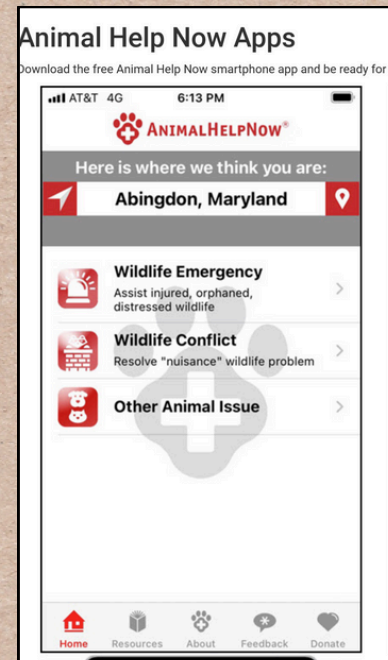 Animal Help Now Apps
Download the free Animal Help Now smartphone app and be ready for
AT&T 4G 6:13 PM
ANIMALHELPNOW®
Here is where we think you are:
Abingdon, Maryland
Wildlife Emergency
Assist injured, orphaned,
distressed wildlife
Wildlife Conflict
Resolve "nuisance" wildlife problem
Other Animal Issue
Home Resources About Feedback Donate